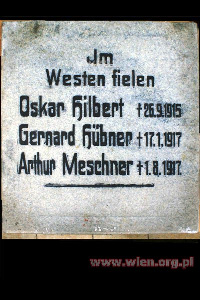 Im
Westen fielen
Oskar Hilbert †26.9.1915
Gernard Hübner †17.1.1917
Arthur Meschner †1.8.1917.
www.wien.org.pl